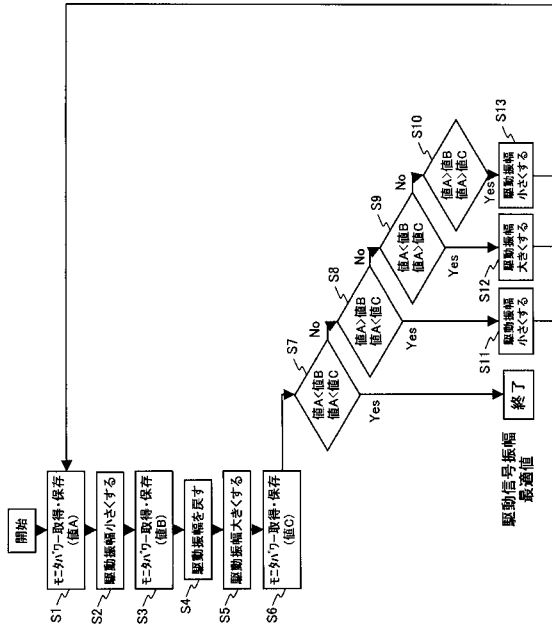 開始
S1
モニタパワー取得・保存
(値A)
S2
駆動振幅小さくする
S3
モニタパワー取得・保存
(値B)
S4
駆動振幅を戻す
S5
駆動振幅大きくする
S6
モニタパワー取得・保存
(値C)
S7
値A<値B
値A<値C
No
Yes
S8
値A>値B
値A<値C
No
Yes
S9
値A<値B
値A>値C
No
Yes
S10
値A>値B
値A>値C
Yes
終了
駆動信号振幅
最適値
S11
駆動振幅
小さくする
S12
駆動振幅
大きくする
S13
駆動振幅
小さくする